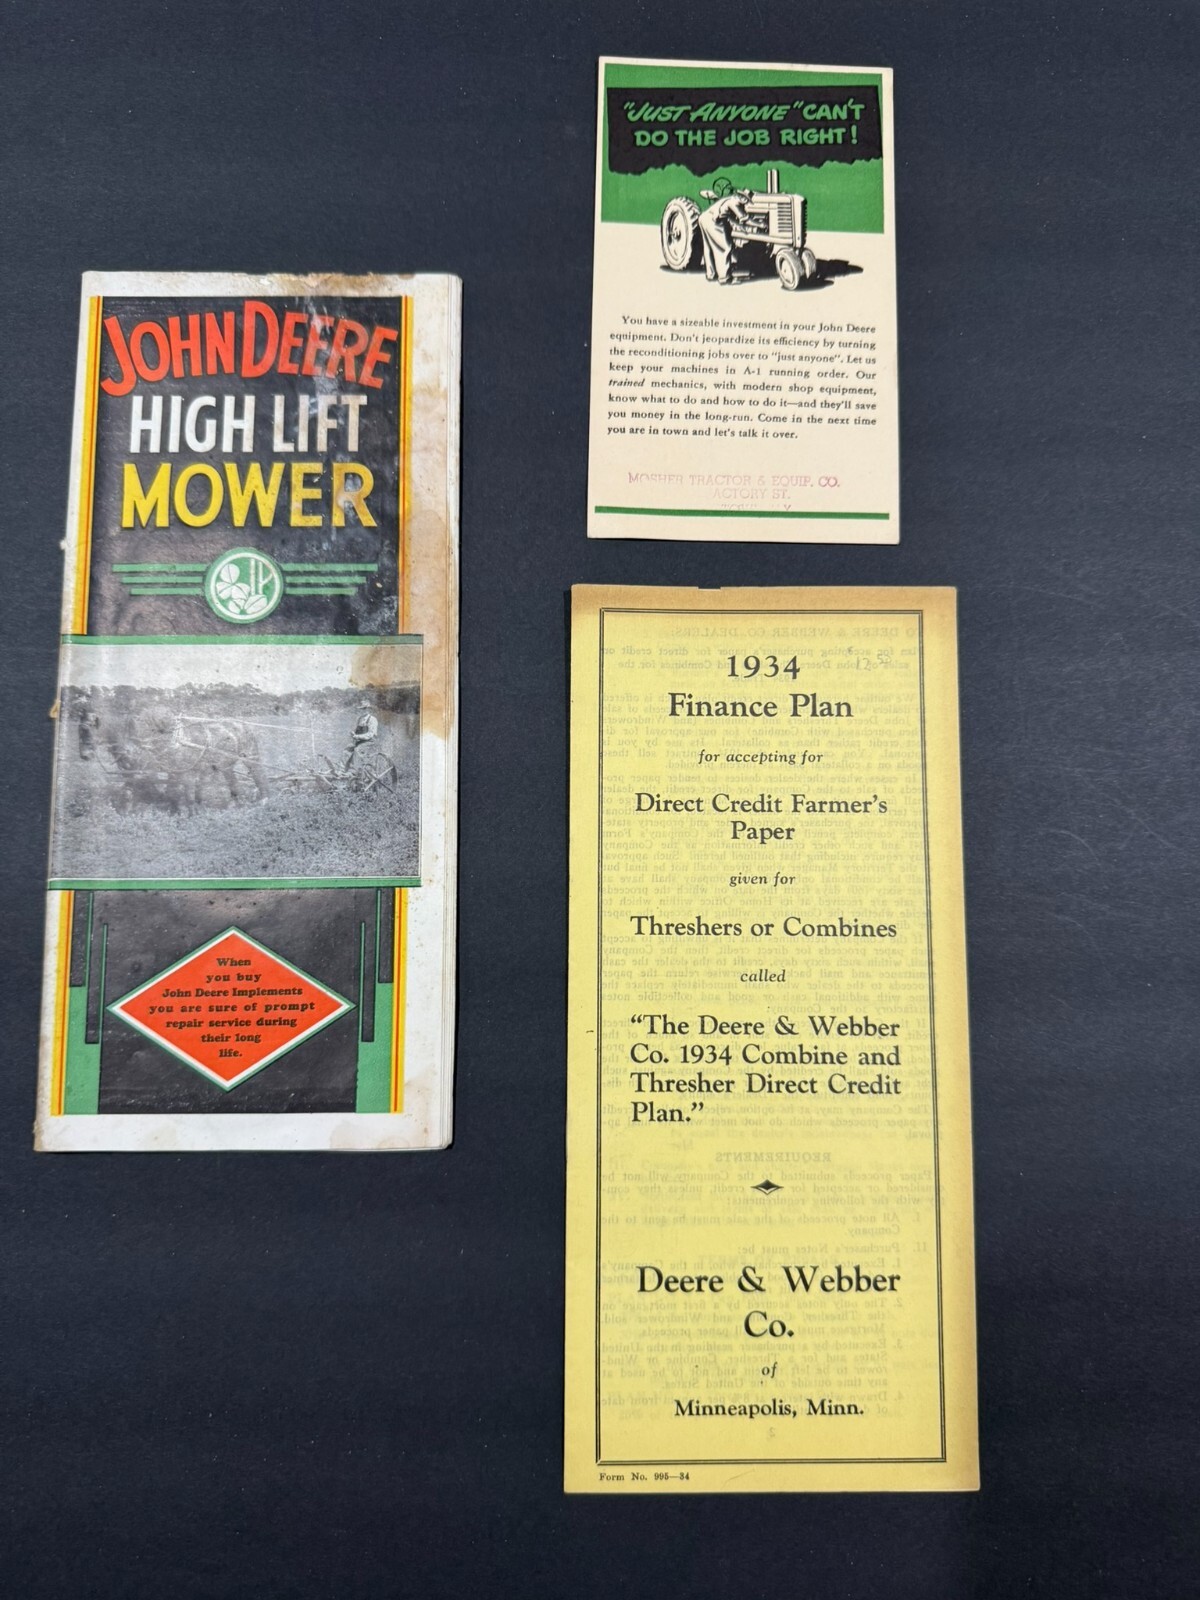 JOHN DEERE
HIGH LIFT
MOWER
When
you buy
John Deere Implements
you are sure of prompt
repair service during
their long
life.
"JUST ANYONE" CAN'T
DO THE JOB RIGHT!
You have a sizeable investment in your John Deere
equipment. Don't jeopardize its efficiency by turning
the reconditioning jobs over to "just anyone". Let us
keep your machines in A-1 running order. Our
trained mechanics, with modern shop equipment,
know what to do and how to do it—and they'll save
you money in the long-run. Come in the next time
you are in town and let's talk it over.
MOSHER TRACTOR & EQUIP. CO.
ACTORY ST.
1934
Finance Plan
for accepting for
Direct Credit Farmer's
Paper
given for
Threshers or Combines
called
"The Deere & Webber
Co. 1934 Combine and
Thresher Direct Credit
Plan."
Deere & Webber
Co.
of
Minneapolis, Minn.
Form No. 995—34